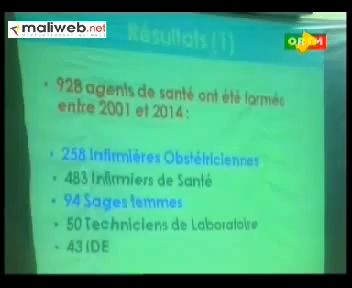 maliweb.net
Résultats (1)
ORTM
• 928 agents de santé ont été formés
entre 2001 et 2014 :
• 258 Infirmières Obstétriciennes
• 483 Infirmiers de Santé
• 94 Sages femmes
• 50 Techniciens de Laboratoire
• 43 IDE